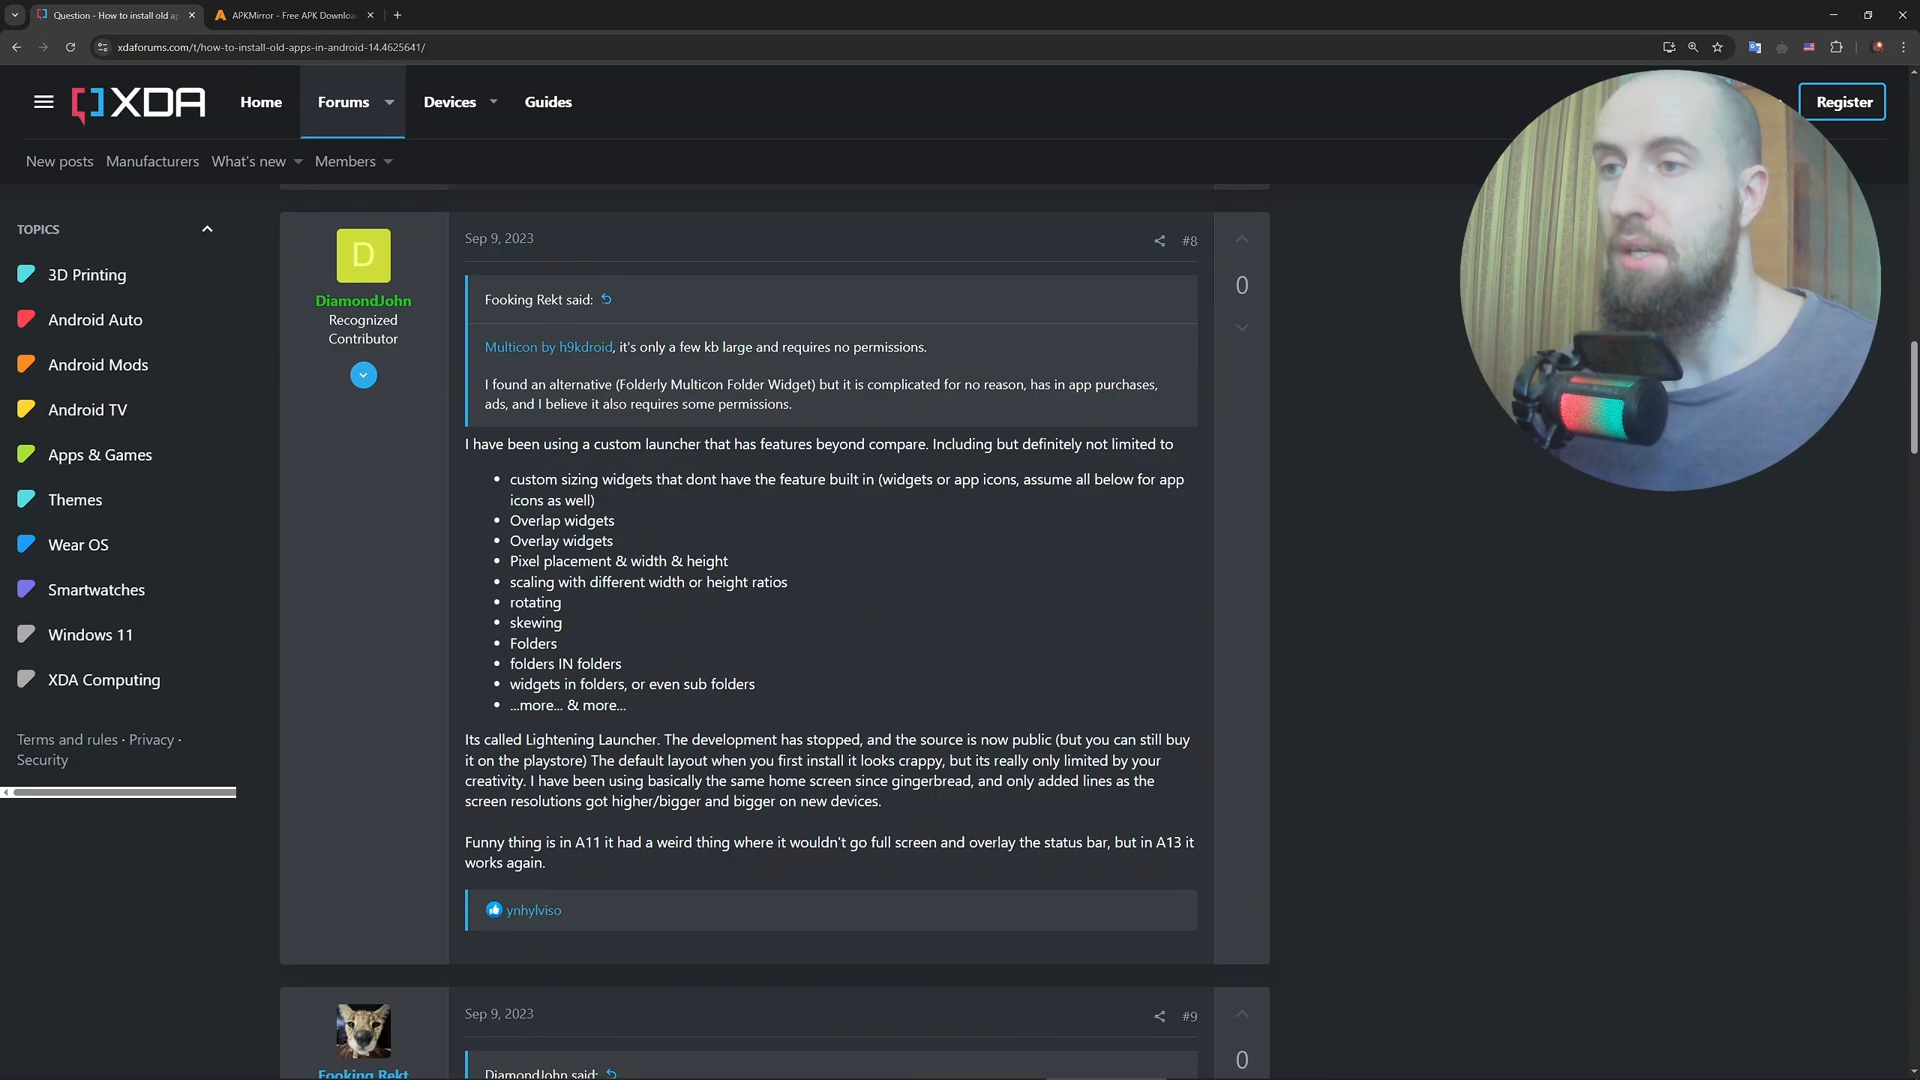 Question - How to install old ap
APKMirror - Free APK Downloa
xdaforums.com/t/how-to-install-old-apps-in-android-14.4625641/
XDA
Home
Forums
Devices
Guides
Register
New posts
Manufacturers
What's new
Members
TOPICS
3D Printing
Android Auto
Android Mods
Android TV
Apps & Games
Themes
Wear OS
Smartwatches
Windows 11
XDA Computing
Terms and rules · Privacy ·
Security
D
DiamondJohn
Recognized
Contributor
Sep 9, 2023
#8
0
Fooking Rekt said:
Multicon by h9kdroid, it's only a few kb large and requires no permissions.
I found an alternative (Folderly Multicon Folder Widget) but it is complicated for no reason, has in app purchases,
ads, and I believe it also requires some permissions.
I have been using a custom launcher that has features beyond compare. Including but definitely not limited to
• custom sizing widgets that dont have the feature built in (widgets or app icons, assume all below for app
icons as well)
• Overlap widgets
• Overlay widgets
• Pixel placement & width & height
• scaling with different width or height ratios
• rotating
• skewing
• Folders
• folders IN folders
• widgets in folders, or even sub folders
• ...more... & more...
Its called Lightening Launcher. The development has stopped, and the source is now public (but you can still buy
it on the playstore) The default layout when you first install it looks crappy, but its really only limited by your
creativity. I have been using basically the same home screen since gingerbread, and only added lines as the
screen resolutions got higher/bigger and bigger on new devices.
Funny thing is in A11 it had a weird thing where it wouldn't go full screen and overlay the status bar, but in A13 it
works again.
ynhylviso
Fooking Rekt
Sep 9, 2023
#9
0
DiamondJohn said: